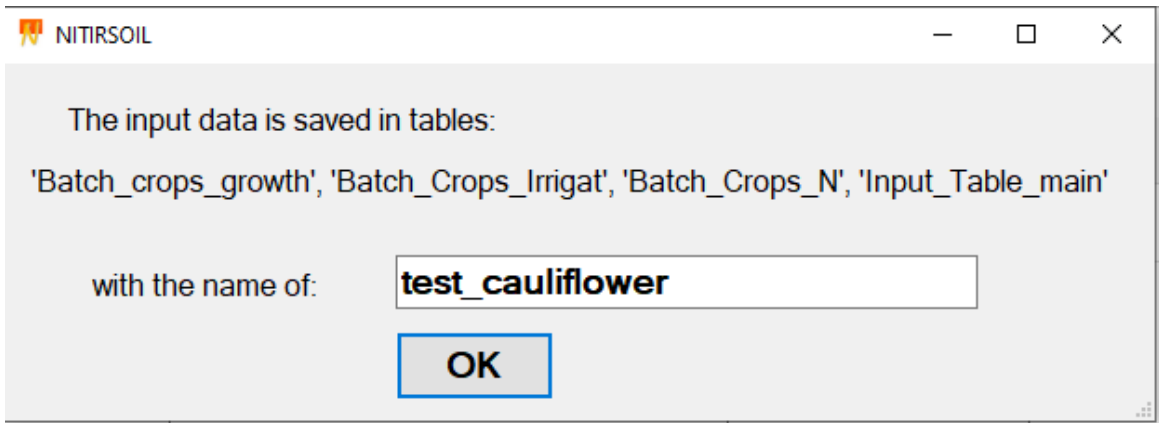 NITIRSOIL
The input data is saved in tables:
'Batch_crops_growth', 'Batch_Crops_Irrigat', 'Batch_Crops_N', 'Input_Table_main'
with the name of: test_cauliflower
OK